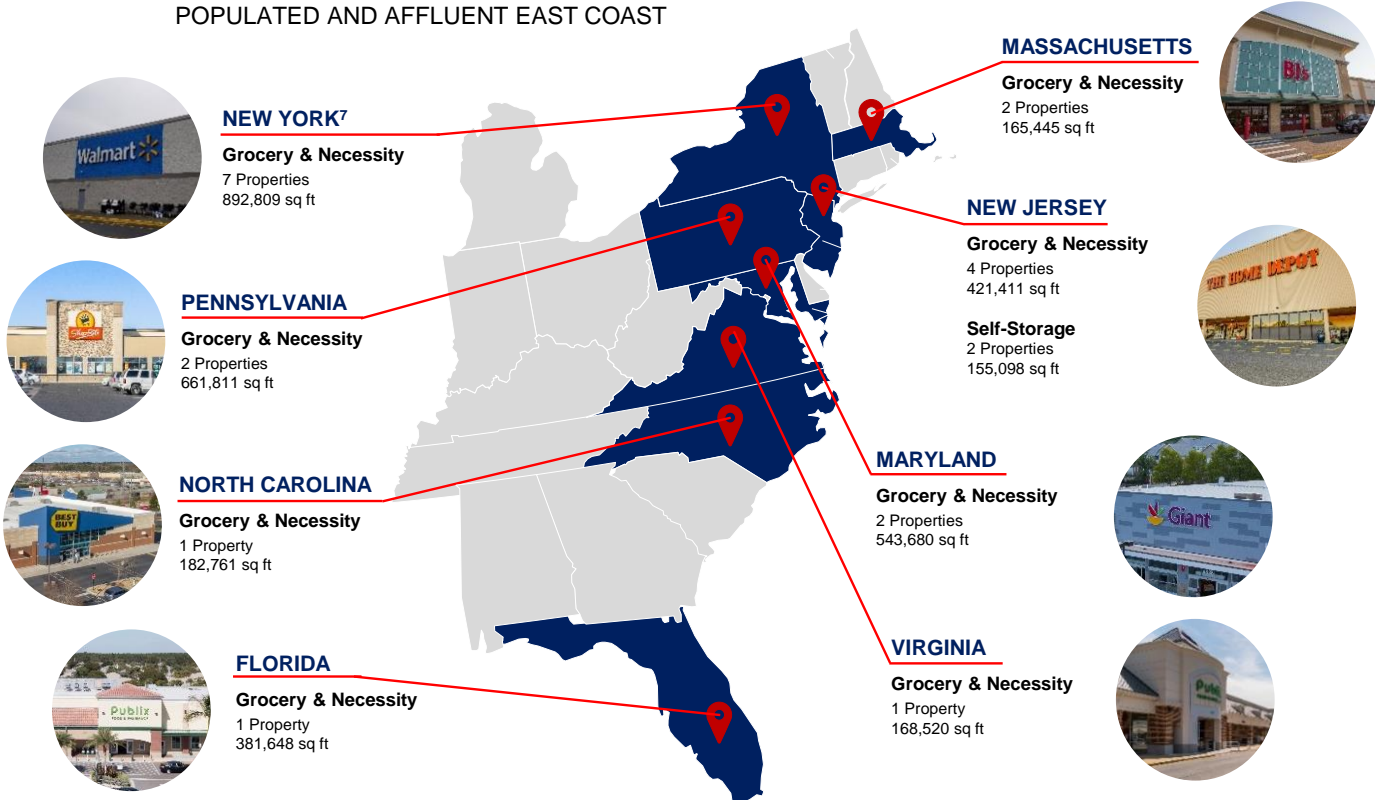 POPULATED AND AFFLUENT EAST COAST
NEW YORK⁷
Grocery & Necessity
7 Properties
892,809 sq ft
PENNSYLVANIA
Grocery & Necessity
2 Properties
661,811 sq ft
NORTH CAROLINA
Grocery & Necessity
1 Property
182,761 sq ft
FLORIDA
Grocery & Necessity
1 Property
381,648 sq ft
MASSACHUSETTS
Grocery & Necessity
2 Properties
165,445 sq ft
NEW JERSEY
Grocery & Necessity
4 Properties
421,411 sq ft
Self-Storage
2 Properties
155,098 sq ft
MARYLAND
Grocery & Necessity
2 Properties
543,680 sq ft
VIRGINIA
Grocery & Necessity
1 Property
168,520 sq ft
Walmart
ShopRite
BEST
BUY
Publix
FOOD & PHARMACY
BJ's
THE HOME DEPOT
Giant
Publi